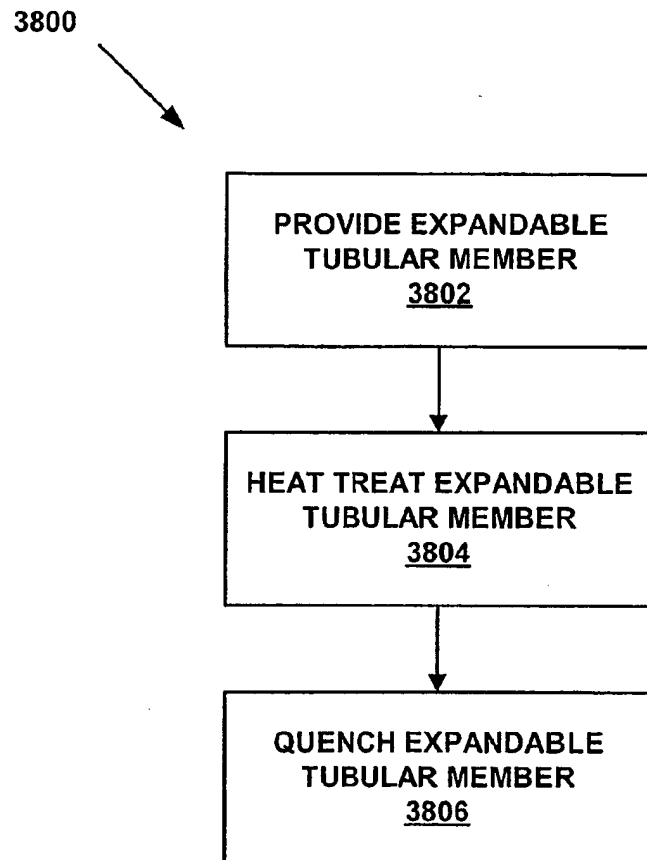 3800
PROVIDE EXPANDABLE
TUBULAR MEMBER
3802
HEAT TREAT EXPANDABLE
TUBULAR MEMBER
3804
QUENCH EXPANDABLE
TUBULAR MEMBER
3806